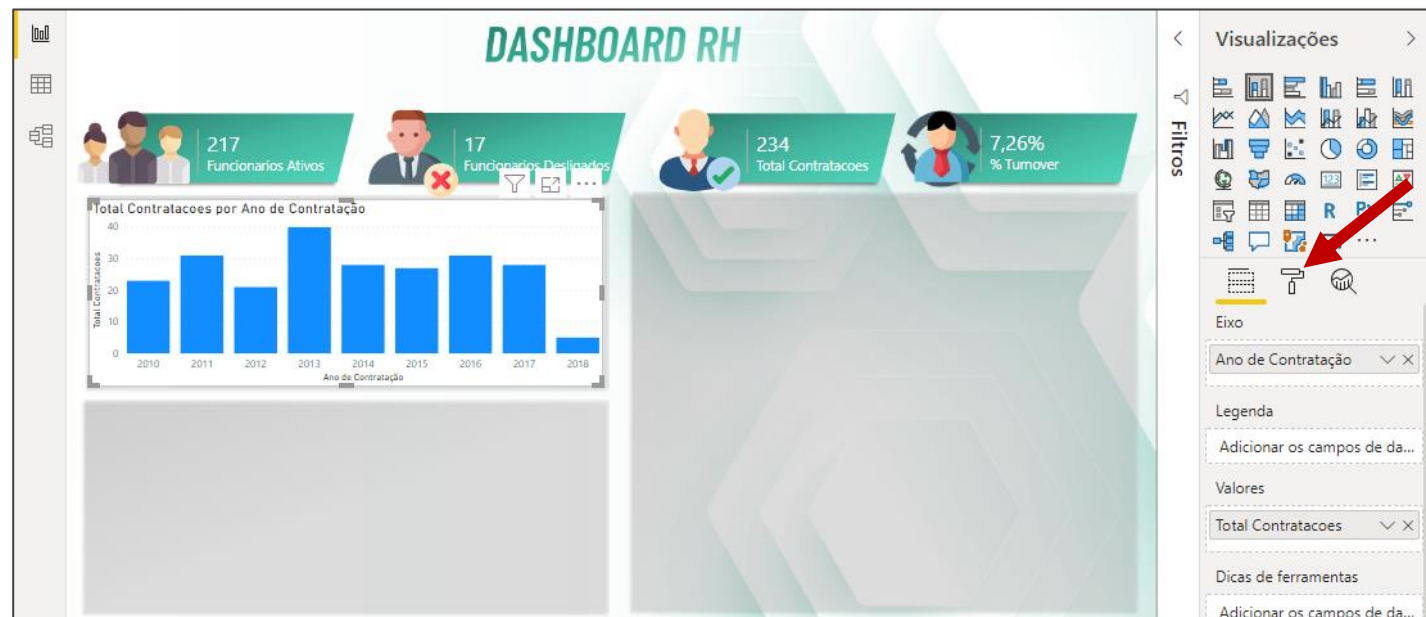 DASHBOARD RH
217
Funcionarios Ativos
17
Funcionarios Desligados
234
Total Contratacoes
7,26%
% Turnover
Total Contratacoes por Ano de Contratação
Total Contratacoes
40
30
20
10
0
2010 2011 2012 2013 2014 2015 2016 2017 2018
Ano de Contratação
Filtros
Visualizações
123
R Py
Eixo
Ano de Contratação
Legenda
Adicionar os campos de da...
Valores
Total Contratacoes
Dicas de ferramentas
Adicionar os campos de da...